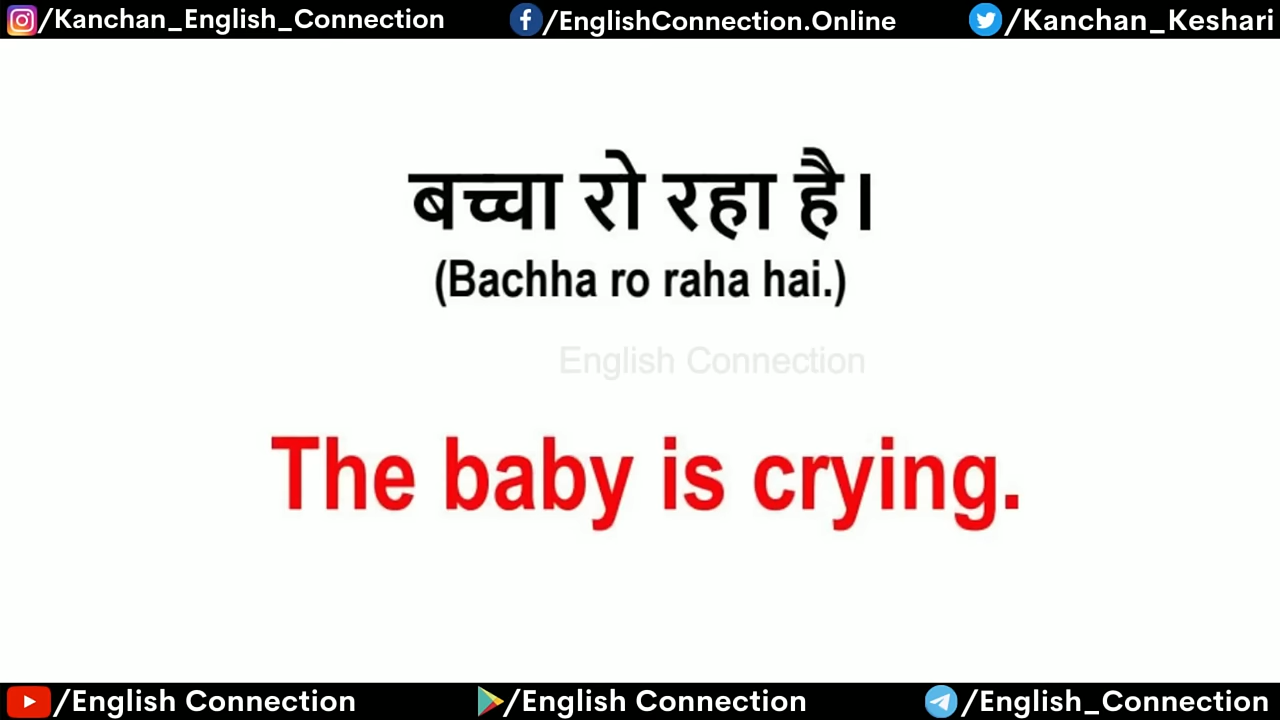 /Kanchan_English_Connection /EnglishConnection.Online /Kanchan_Keshari
बच्चा रो रहा है।
(Bachha ro raha hai.)
English Connection
The baby is crying.
/English Connection /English Connection /English_Connection